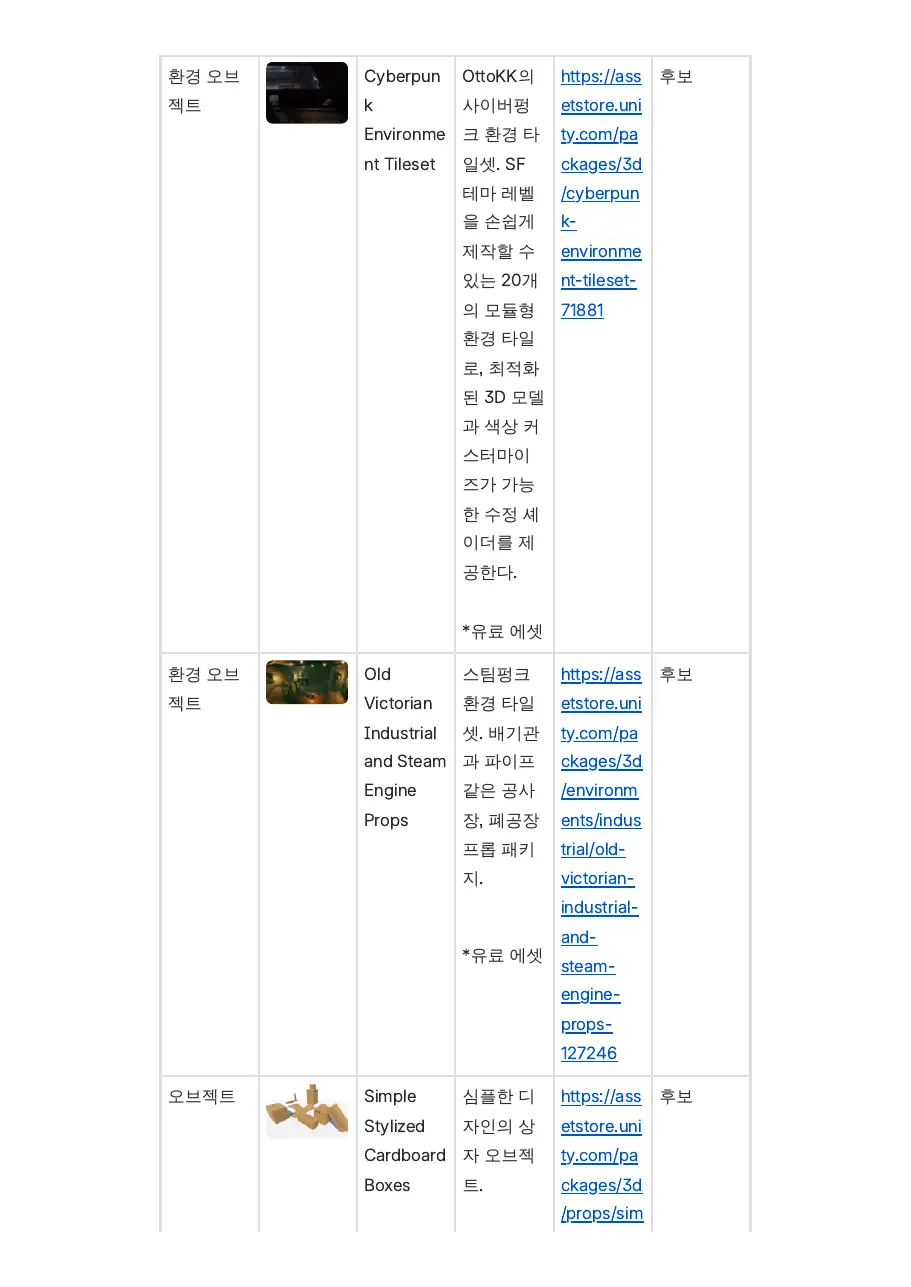 환경 오브
젝트
Cyberpun
k
Environme
nt Tileset
OttoKK의
사이버펑
크 환경 타
일셋. SF
테마 레벨
을 손쉽게
제작할 수
있는 20개
의 모듈형
환경 타일
로, 최적화
된 3D 모델
과 색상 커
스터마이
즈가 가능
한 수정 셰
이더를 제
공한다.
*유료 에셋
https://ass
etstore.uni
ty.com/pa
ckages/3d
/cyberpun
k-
environme
nt-tileset-
71881
후보
환경 오브
젝트
Old
Victorian
Industrial
and Steam
Engine
Props
스팀펑크
환경 타일
셋. 배기관
과 파이프
같은 공사
장, 폐공장
프롭 패키
지.
*유료 에셋
https://ass
etstore.uni
ty.com/pa
ckages/3d
/environm
ents/indus
trial/old-
victorian-
industrial-
and-
steam-
engine-
props-
127246
후보
오브젝트
Simple
Stylized
Cardboard
Boxes
심플한 디
자인의 상
자 오브젝
트.
https://ass
etstore.uni
ty.com/pa
ckages/3d
/props/sim
후보